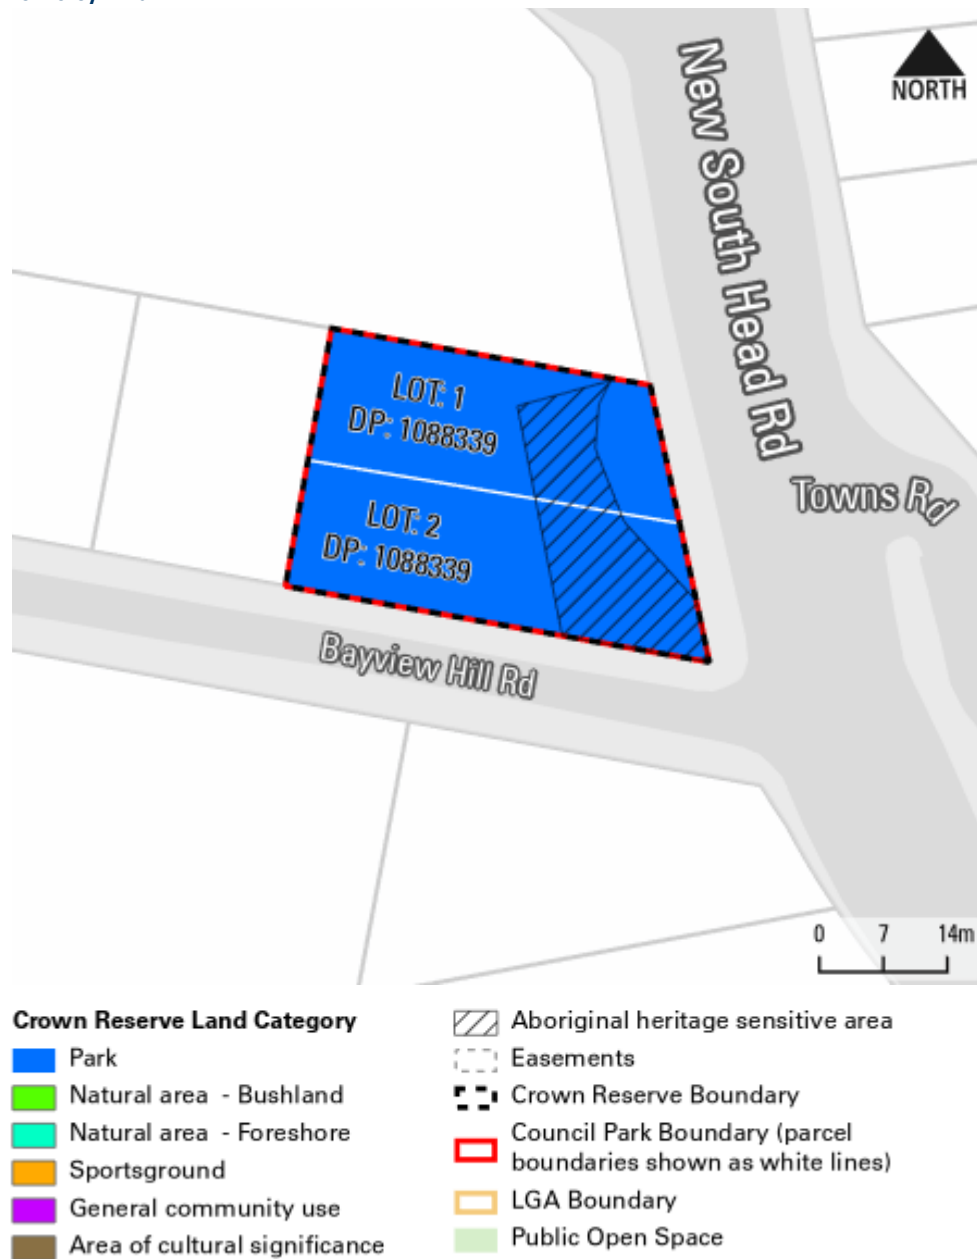 NORTH
New South Head Rd
LOT: 1
DP: 1088339
Towns Rd
LOT: 2
DP: 1088339
Bayview Hill Rd
0 7 14m
Crown Reserve Land Category
Park
Natural area - Bushland
Natural area - Foreshore
Sportsground
General community use
Area of cultural significance
Aboriginal heritage sensitive area
Easements
Crown Reserve Boundary
Council Park Boundary (parcel
boundaries shown as white lines)
LGA Boundary
Public Open Space